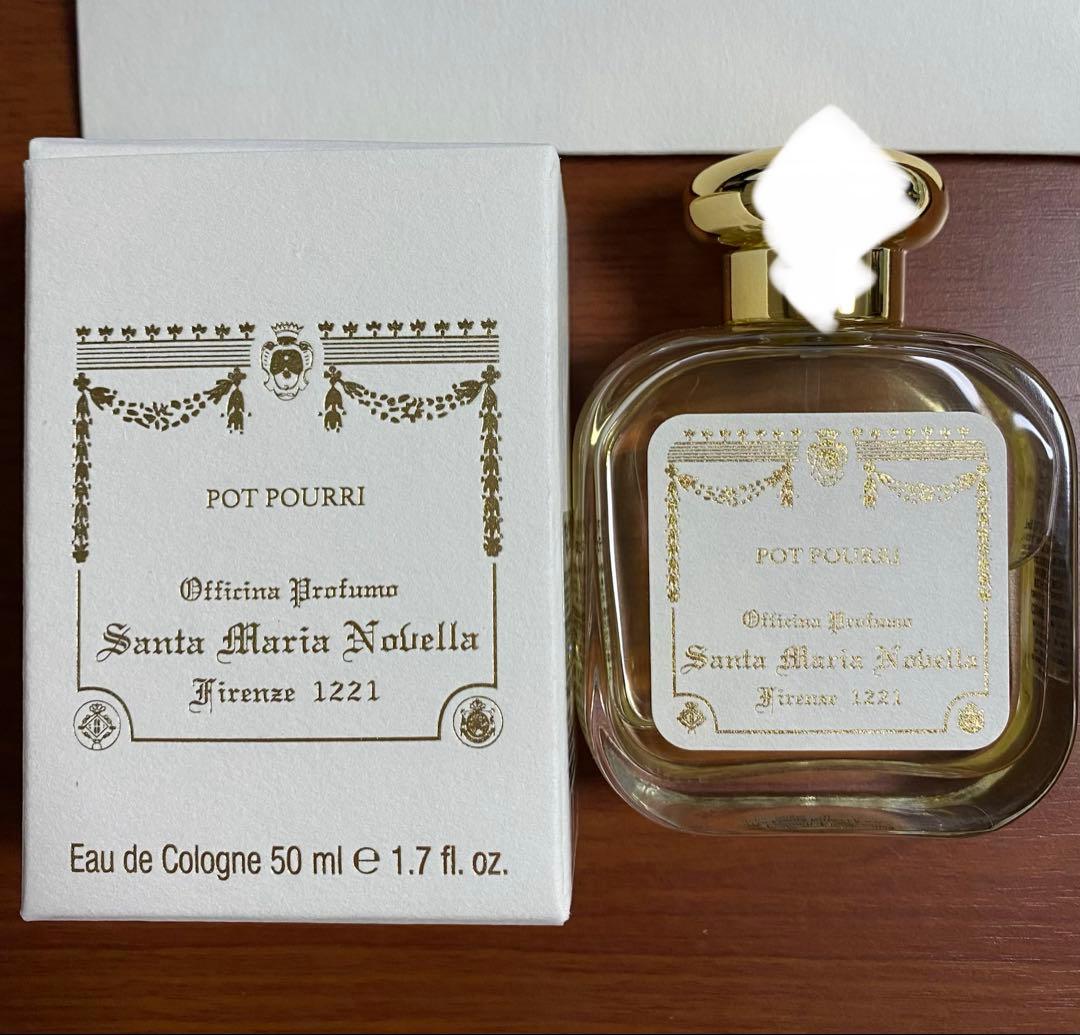 POT POURRI
Officina Profumo
Santa Maria Novella
Firenze 1221
Eau de Cologne 50 ml ℮ 1.7 fl. oz.
POT POURRI
Officina Profumo
Santa Maria Novella
Firenze 1221